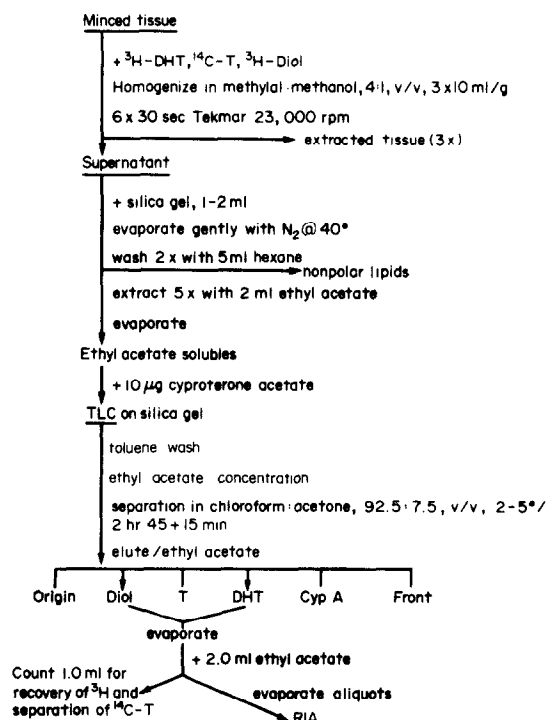 Minced tissue
+ ³H-DHT, ¹⁴C-T, ³H-Diol
Homogenize in methylal·methanol, 4:1, v/v, 3 x 10 ml/g
6 x 30 sec Tekmar 23,000 rpm
extracted tissue (3x)
Supernatant
+ silica gel, 1-2 ml
evaporate gently with N₂ @ 40°
wash 2 x with 5 ml hexane
nonpolar lipids
extract 5 x with 2 ml ethyl acetate
evaporate
Ethyl acetate solubles
+ 10 µg cyproterone acetate
TLC on silica gel
toluene wash
ethyl acetate concentration
separation in chloroform:acetone, 92.5:7.5, v/v, 2-5°/
2 hr 45 + 15 min
elute/ethyl acetate
Origin Diol T DHT Cyp A Front
evaporate
+ 2.0 ml ethyl acetate
Count 1.0 ml for
recovery of ³H and
separation of ¹⁴C-T
evaporate aliquots
RIA